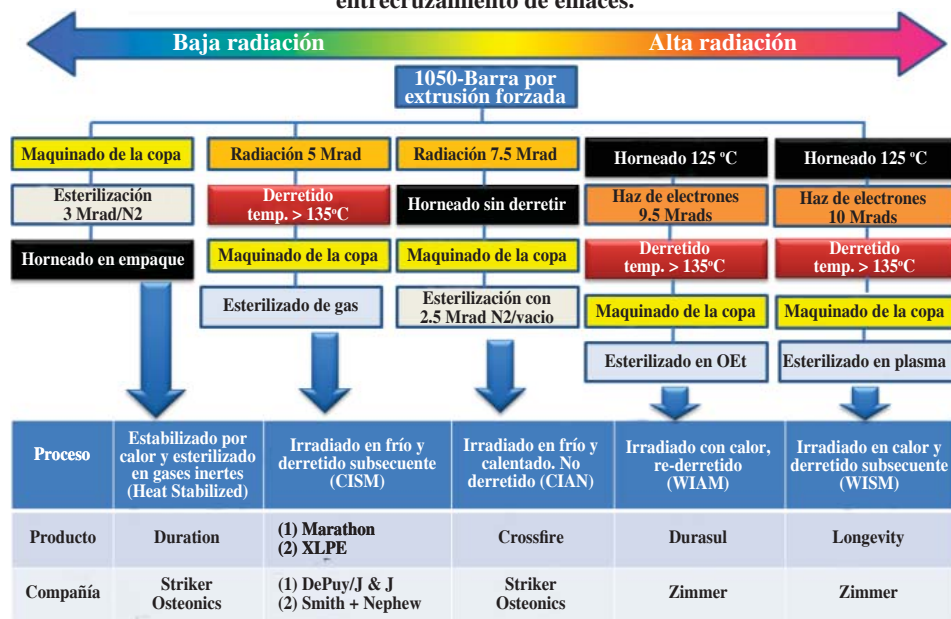 entrecruzamiento de enlaces.
Baja radiación
Alta radiación
1050-Barra por
extrusión forzada
Maquinado de la copa
Esterilización
3 Mrad/N2
Horneado en empaque
Radiación 5 Mrad
Derretido
temp. > 135ºC
Maquinado de la copa
Esterilizado de gas
Radiación 7.5 Mrad
Horneado sin derretir
Maquinado de la copa
Esterilización con
2.5 Mrad N2/vacio
Horneado 125 ºC
Haz de electrones
9.5 Mrads
Derretido
temp. > 135ºC
Maquinado de la copa
Esterilizado en OEt
Horneado 125 ºC
Haz de electrones
10 Mrads
Derretido
temp. > 135ºC
Maquinado de la copa
Esterilizado en plasma
Proceso
Estabilizado por
calor y esterilizado
en gases inertes
(Heat Stabilized)
Irradiado en frío y
derretido subsecuente
(CISM)
Irradiado en frío y
calentado. No
derretido (CIAN)
Irradiado con calor,
re-derretido
(WIAM)
Irradiado en calor y
derretido subsecuente
(WISM)
Producto
Duration
(1) Marathon
(2) XLPE
Crossfire
Durasul
Longevity
Compañía
Striker
Osteonics
(1) DePuy/J & J
(2) Smith + Nephew
Striker
Osteonics
Zimmer
Zimmer